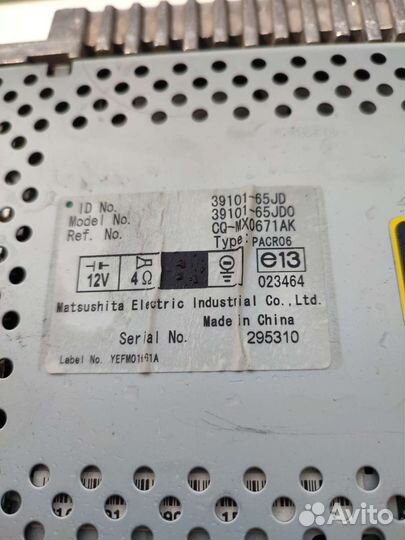 ID No. 39101-65JD
Model No. 39101-65JD0
Ref. No. CQ-MX0671AK
Type: PACR06
12V 4Ω e13
023464
Matsushita Electric Industrial Co., Ltd.
Made in China
Serial No. 295310
Label No. YEFM01661A
Avito